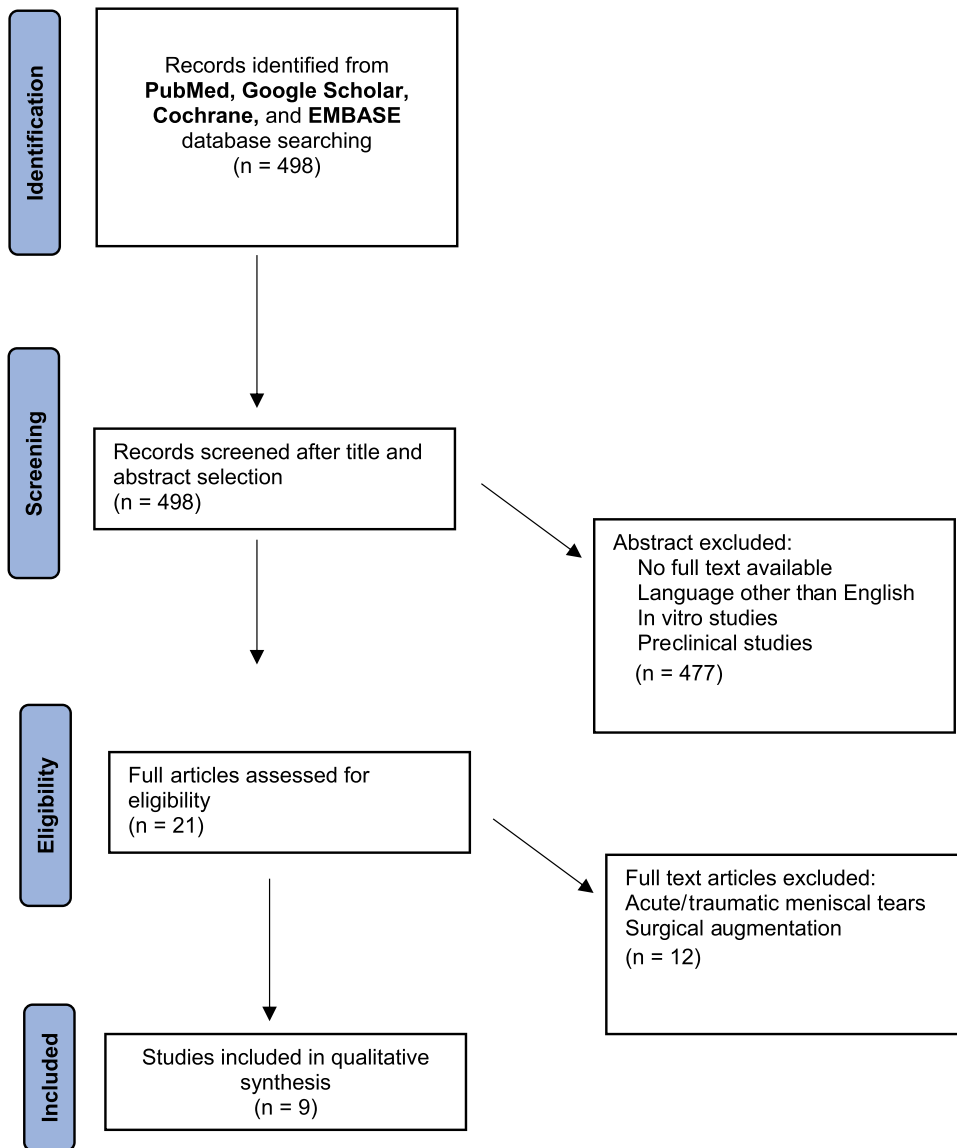 Identification
Records identified from
PubMed, Google Scholar,
Cochrane, and EMBASE
database searching
(n = 498)
Screening
Records screened after title and
abstract selection
(n = 498)
Abstract excluded:
No full text available
Language other than English
In vitro studies
Preclinical studies
(n = 477)
Eligibility
Full articles assessed for
eligibility
(n = 21)
Full text articles excluded:
Acute/traumatic meniscal tears
Surgical augmentation
(n = 12)
Included
Studies included in qualitative
synthesis
(n = 9)